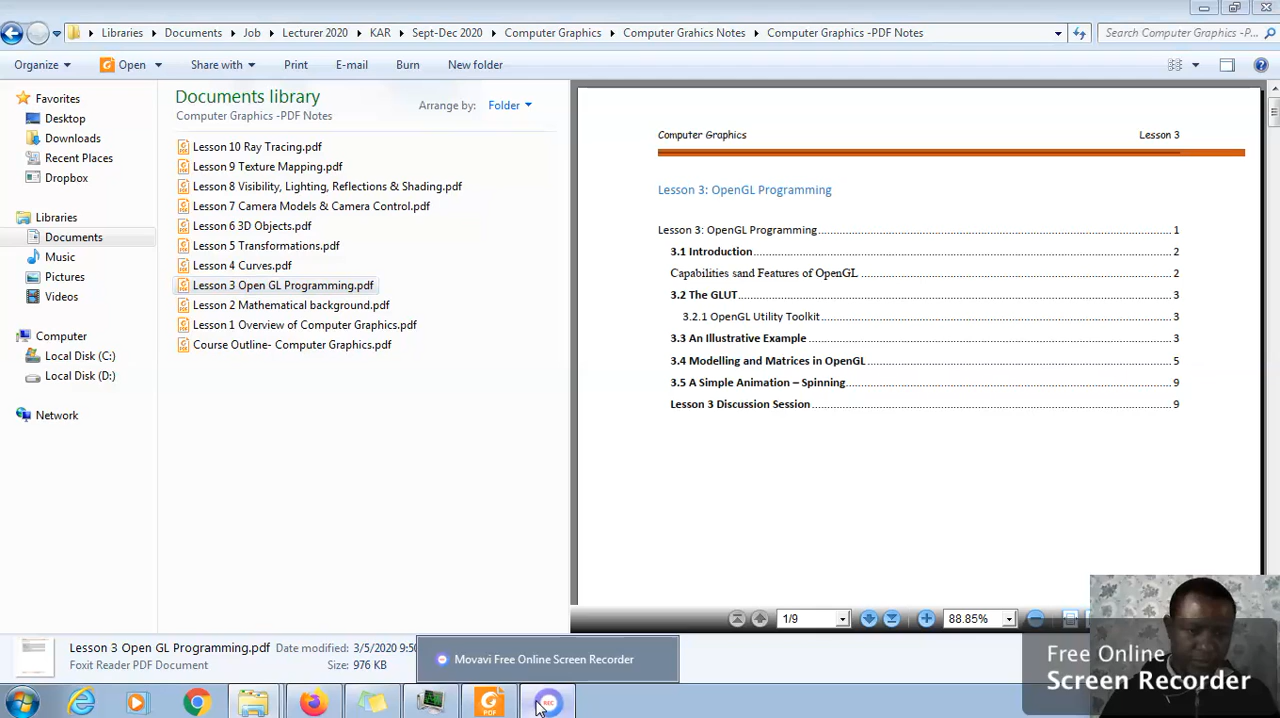 Libraries Documents Job Lecturer 2020 KAR Sept-Dec 2020 Computer Graphics Computer Grahics Notes Computer Graphics -PDF Notes Search Computer Graphics -P...
Organize Open Share with Print E-mail Burn New folder
Favorites
Desktop
Downloads
Recent Places
Dropbox
Libraries
Documents
Music
Pictures
Videos
Computer
Local Disk (C:)
Local Disk (D:)
Network
Documents library
Computer Graphics -PDF Notes
Arrange by: Folder
Lesson 10 Ray Tracing.pdf
Lesson 9 Texture Mapping.pdf
Lesson 8 Visibility, Lighting, Reflections & Shading.pdf
Lesson 7 Camera Models & Camera Control.pdf
Lesson 6 3D Objects.pdf
Lesson 5 Transformations.pdf
Lesson 4 Curves.pdf
Lesson 3 Open GL Programming.pdf
Lesson 2 Mathematical background.pdf
Lesson 1 Overview of Computer Graphics.pdf
Course Outline- Computer Graphics.pdf
Computer Graphics Lesson 3
Lesson 3: OpenGL Programming
Lesson 3: OpenGL Programming 1
3.1 Introduction 2
Capabilities sand Features of OpenGL 2
3.2 The GLUT 3
3.2.1 OpenGL Utility Toolkit 3
3.3 An Illustrative Example 3
3.4 Modelling and Matrices in OpenGL 5
3.5 A Simple Animation – Spinning 9
Lesson 3 Discussion Session 9
1/9 88.85%
Lesson 3 Open GL Programming.pdf Date modified: 3/5/2020 9:50
Foxit Reader PDF Document Size: 976 KB
Movavi Free Online Screen Recorder
PDF
REC
Free Online
Screen Recorder